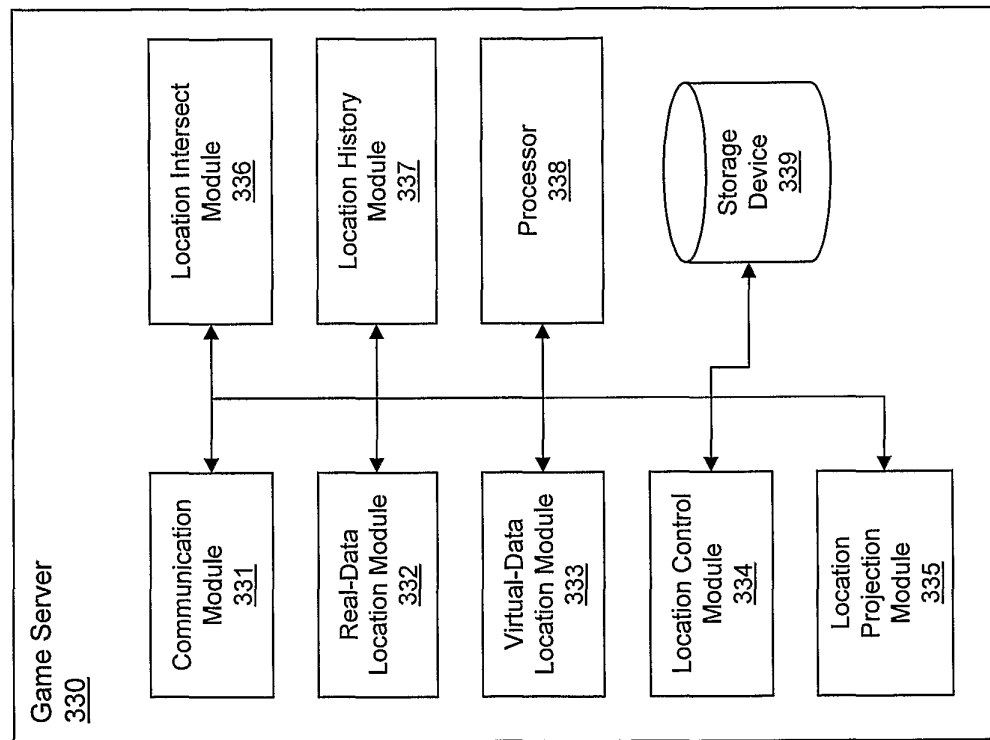 Game Server
330
Communication
Module
331
Real-Data
Location Module
332
Virtual-Data
Location Module
333
Location Control
Module
334
Location
Projection
Module
335
Location Intersect
Module
336
Location History
Module
337
Processor
338
Storage
Device
339